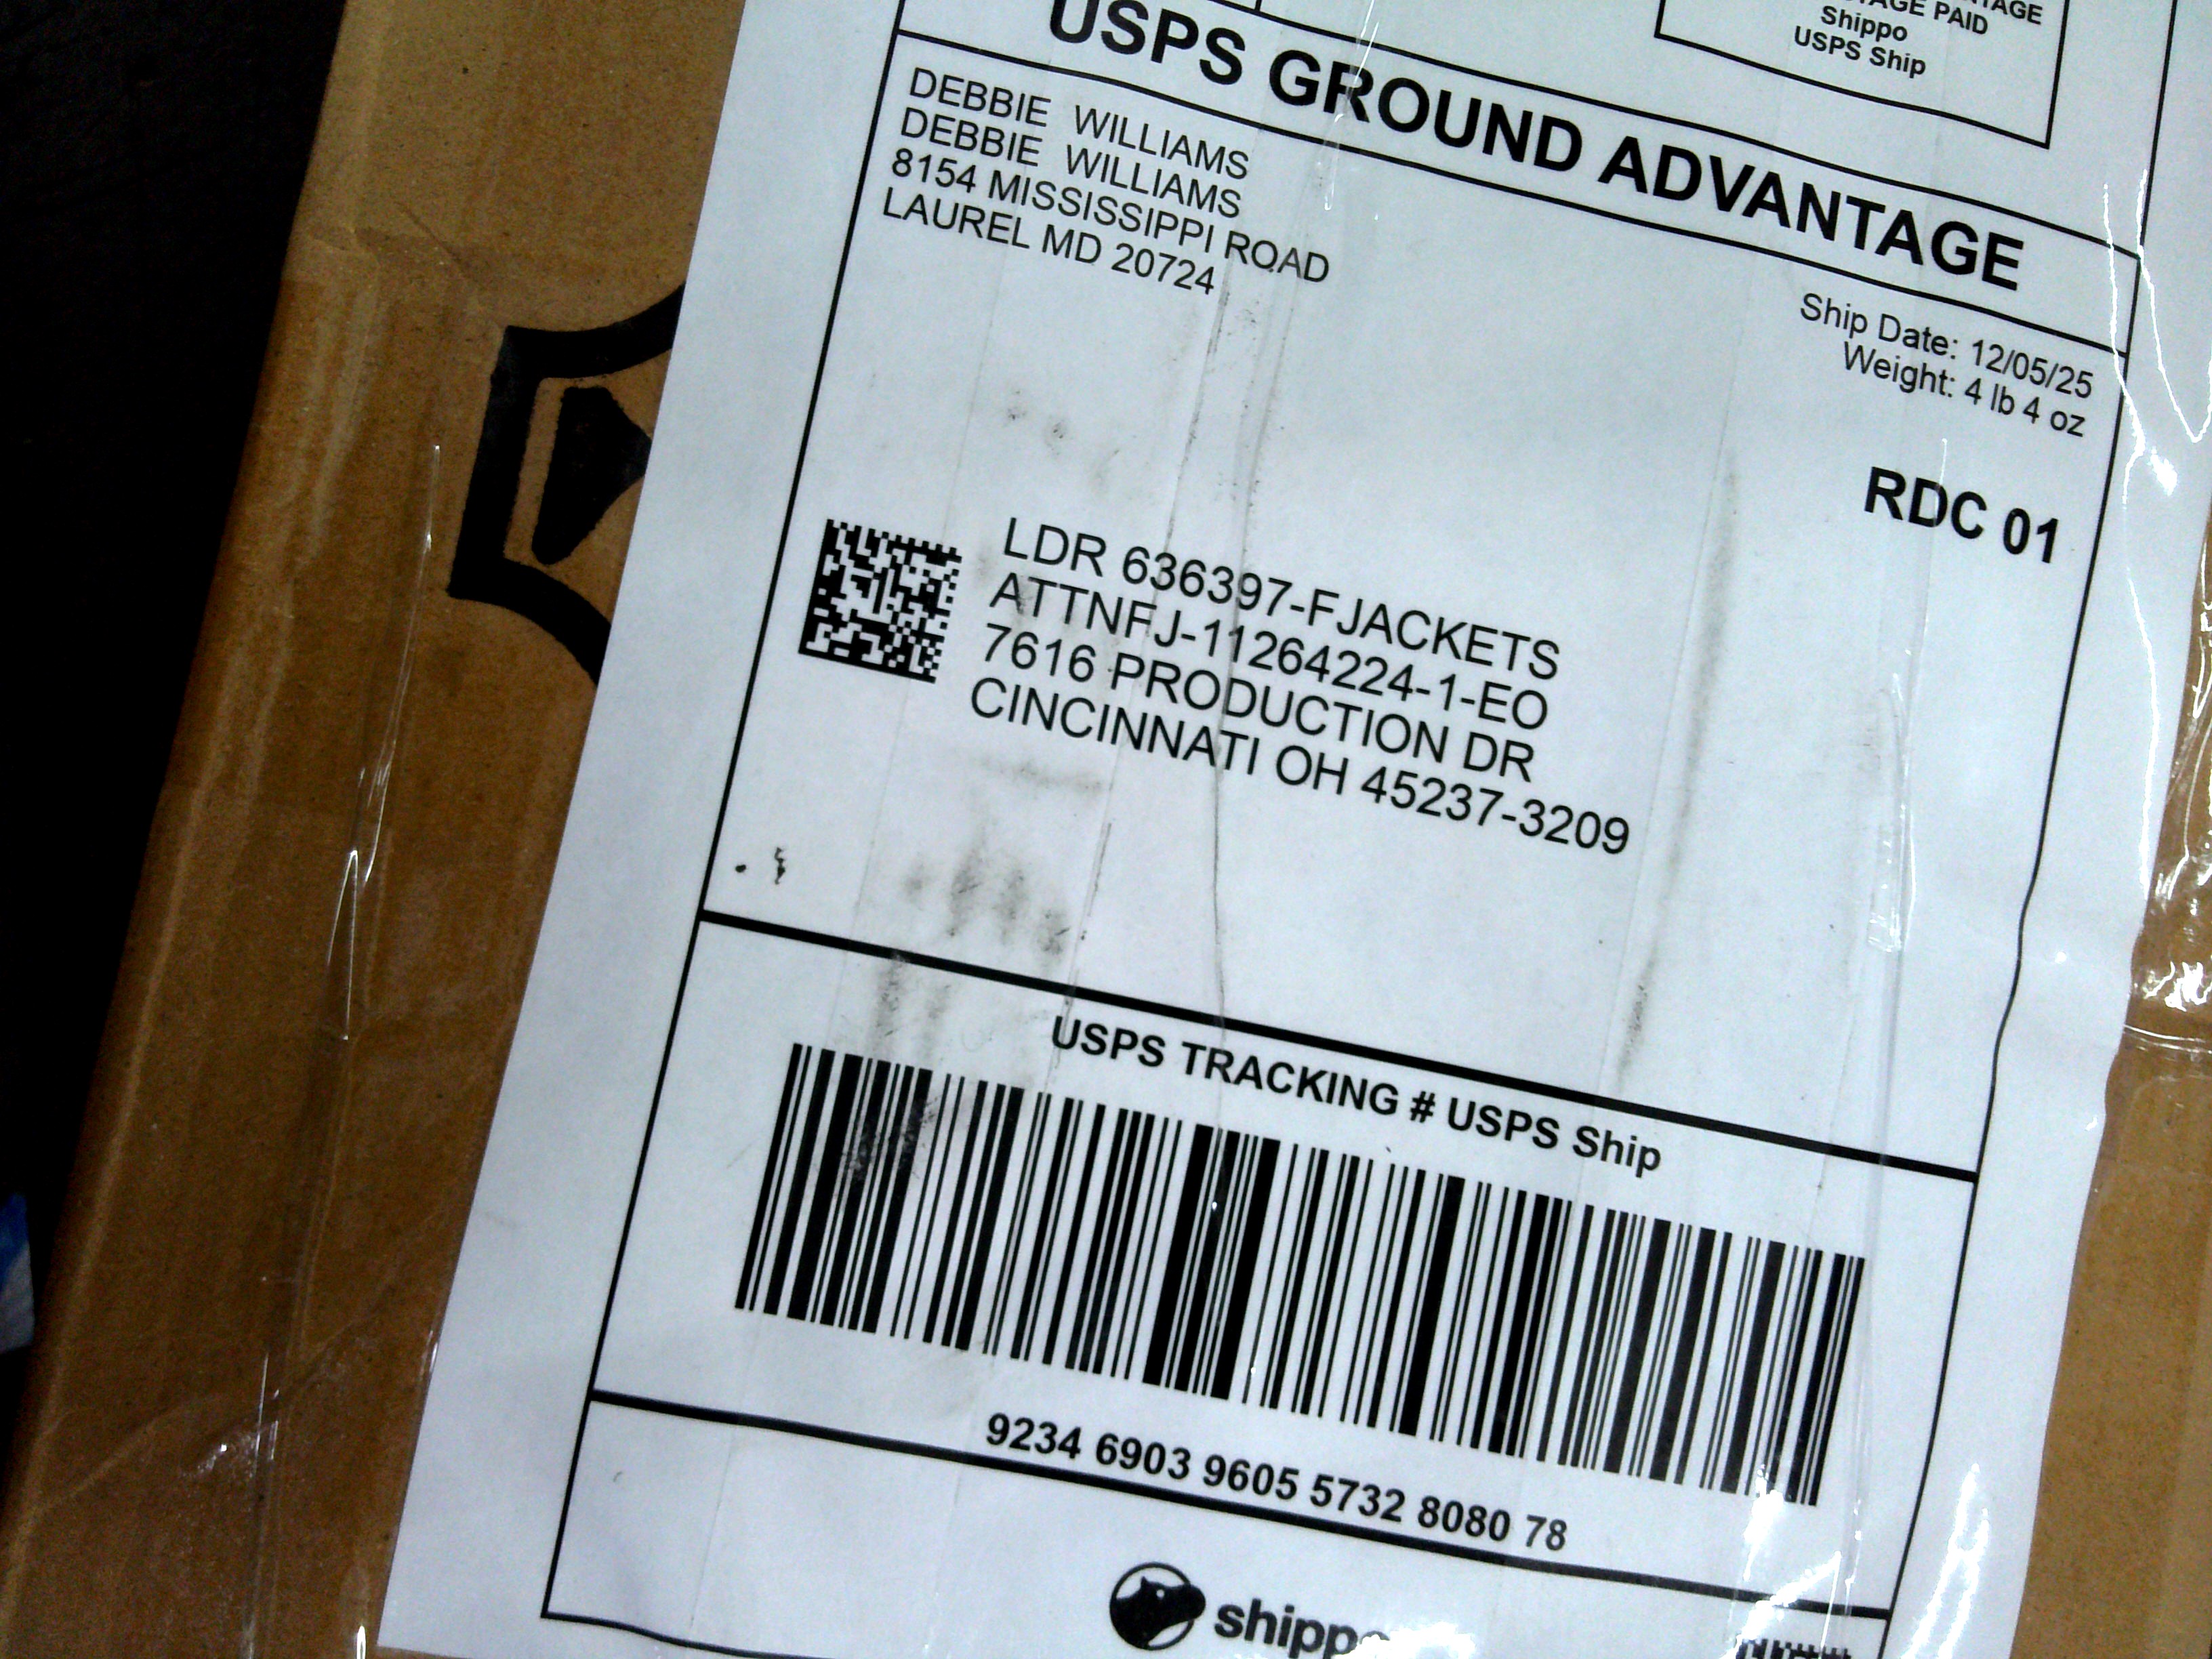 PAID
Shippo
USPS Ship
USPS GROUND ADVANTAGE
DEBBIE WILLIAMS
DEBBIE WILLIAMS
8154 MISSISSIPPI ROAD
LAUREL MD 20724
Ship Date: 12/05/25
Weight: 4 lb 4 oz
RDC 01
LDR 636397-FJACKETS
ATTNFJ-11264224-1-EO
7616 PRODUCTION DR
CINCINNATI OH 45237-3209
USPS TRACKING # USPS Ship
9234 6903 9605 5732 8080 78
shippo